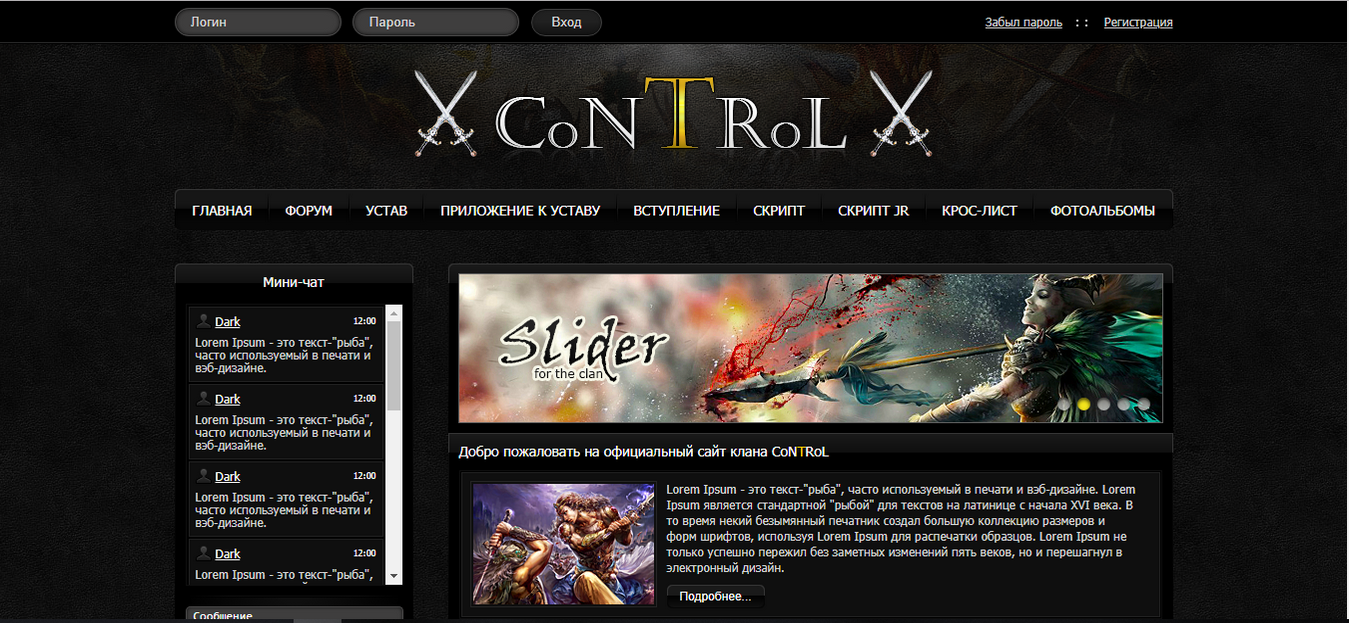 Логин Пароль Вход Забыл пароль : : Регистрация
CoNTRoL
ГЛАВНАЯ ФОРУМ УСТАВ ПРИЛОЖЕНИЕ К УСТАВУ ВСТУПЛЕНИЕ СКРИПТ СКРИПТ JR КРОС-ЛИСТ ФОТОАЛЬБОМЫ
Мини-чат
Dark 12:00
Lorem Ipsum - это текст-"рыба",
часто используемый в печати и
вэб-дизайне.
Dark 12:00
Lorem Ipsum - это текст-"рыба",
часто используемый в печати и
вэб-дизайне.
Dark 12:00
Lorem Ipsum - это текст-"рыба",
часто используемый в печати и
вэб-дизайне.
Dark 12:00
Lorem Ipsum - это текст-"рыба",
Сообщение
Slider
for the clan
Добро пожаловать на официальный сайт клана CoNTRoL
Lorem Ipsum - это текст-"рыба", часто используемый в печати и вэб-дизайне. Lorem
Ipsum является стандартной "рыбой" для текстов на латинице с начала XVI века. В
то время некий безымянный печатник создал большую коллекцию размеров и
форм шрифтов, используя Lorem Ipsum для распечатки образцов. Lorem Ipsum не
только успешно пережил без заметных изменений пять веков, но и перешагнул в
электронный дизайн.
Подробнее...